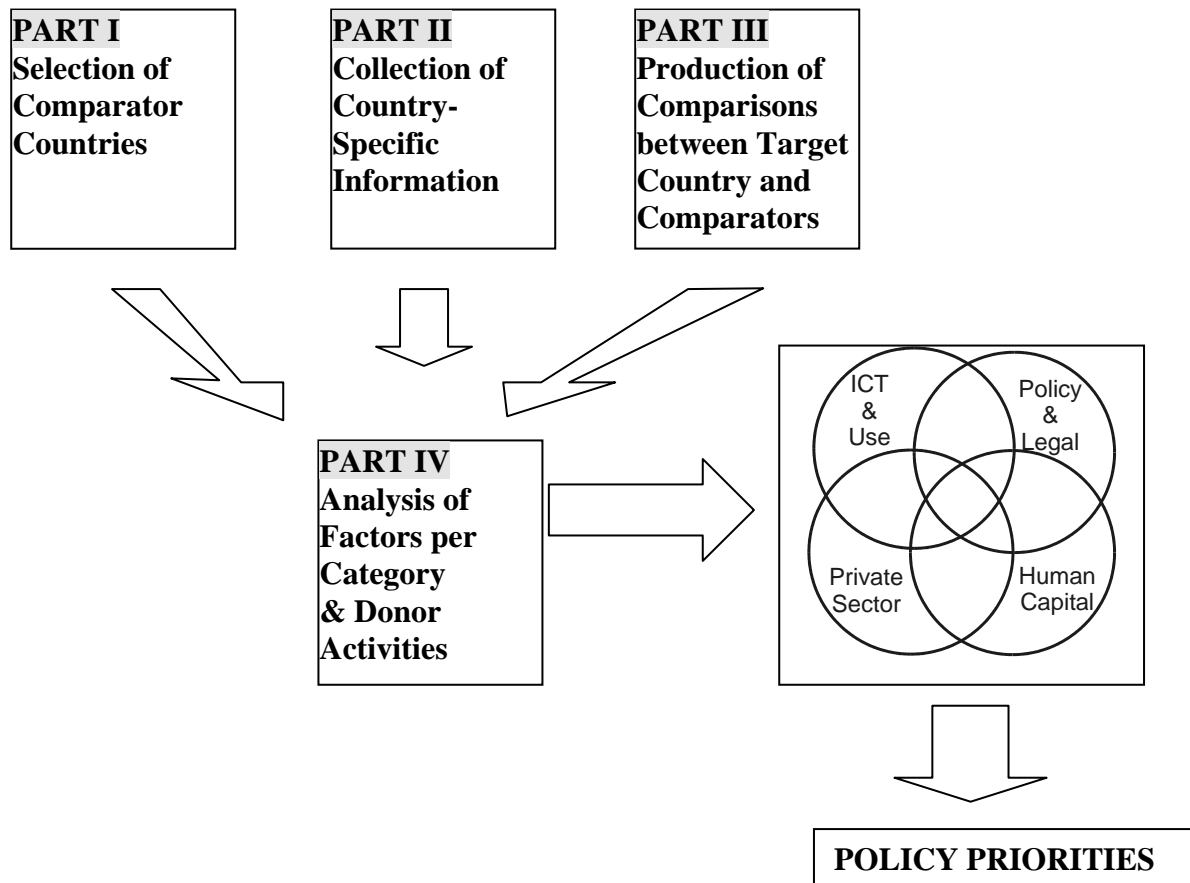 PART I
Selection of
Comparator
Countries
PART II
Collection of
Country-
Specific
Information
PART III
Production of
Comparisons
between Target
Country and
Comparators
PART IV
Analysis of
Factors per
Category
& Donor
Activities
ICT
&
Use
Policy
&
Legal
Private
Sector
Human
Capital
POLICY PRIORITIES